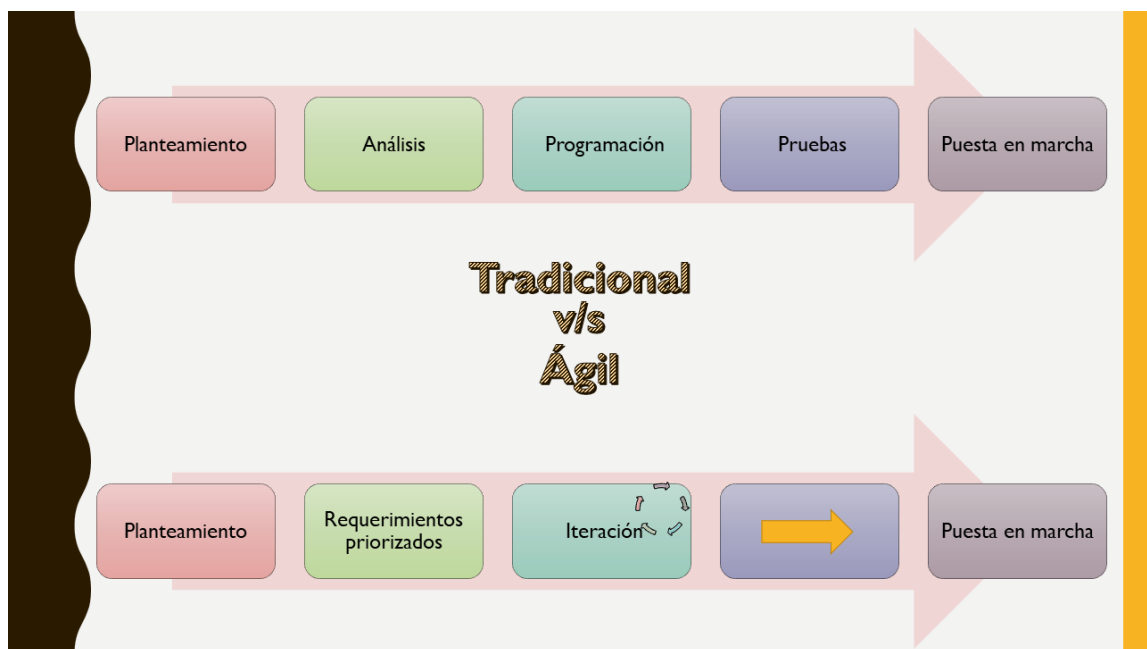 Planteamiento
Análisis
Programación
Pruebas
Puesta en marcha
Tradicional
v/s
Ágil
Planteamiento
Requerimientos
priorizados
Iteración
Puesta en marcha